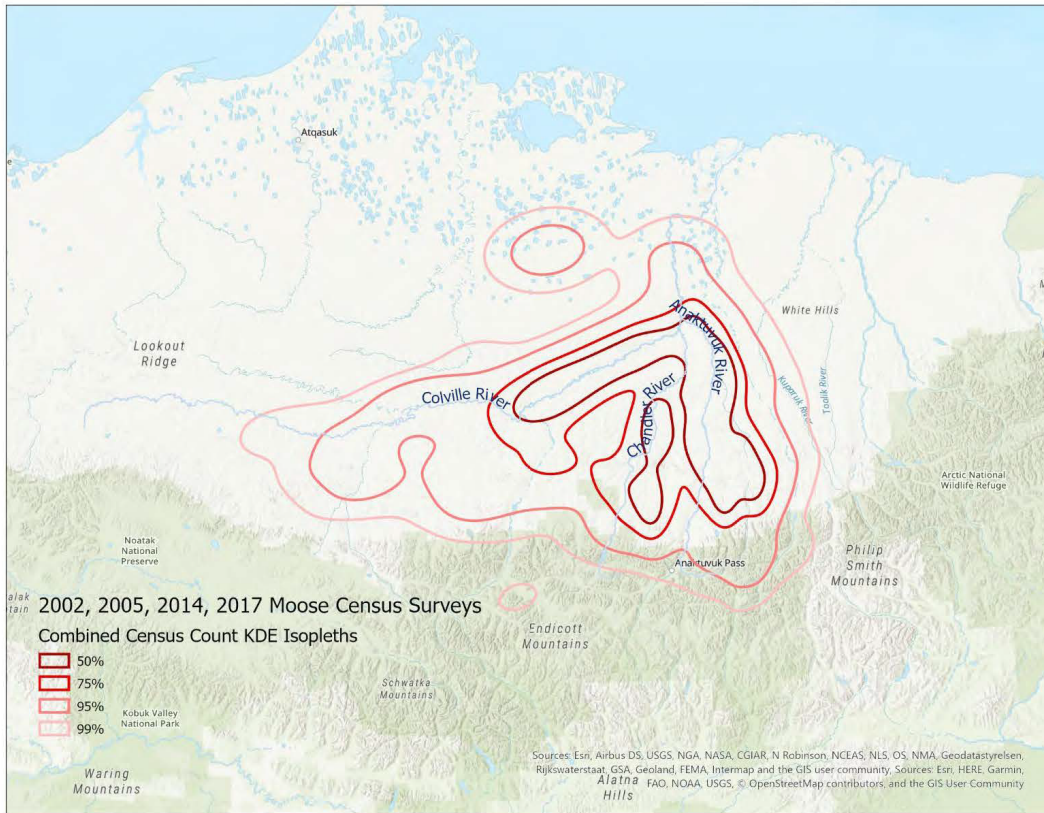 Atqasuk
Anaktuvuk River
White Hills
Lookout
Ridge
Kuparuk River
Toolik River
Colville River
Chandler River
Arctic National
Wildlife Refuge
Noatak
National
Preserve
Anaktuvuk Pass
Philip
Smith
Mountains
2002, 2005, 2014, 2017 Moose Census Surveys
Combined Census Count KDE Isopleths
50%
75%
95%
99%
Endicott
Mountains
Schwatka
Mountains
Kobuk Valley
National Park
Waring
Mountains
Alatna
Hills
Sources: Esri, Airbus DS, USGS, NGA, NASA, CGIAR, N Robinson, NCEAS, NLS, OS, NMA, Geodatastyrelsen,
Rijkswaterstaat, GSA, Geoland, FEMA, Intermap and the GIS user community, Sources: Esri, HERE, Garmin,
FAO, NOAA, USGS, © OpenStreetMap contributors, and the GIS User Community